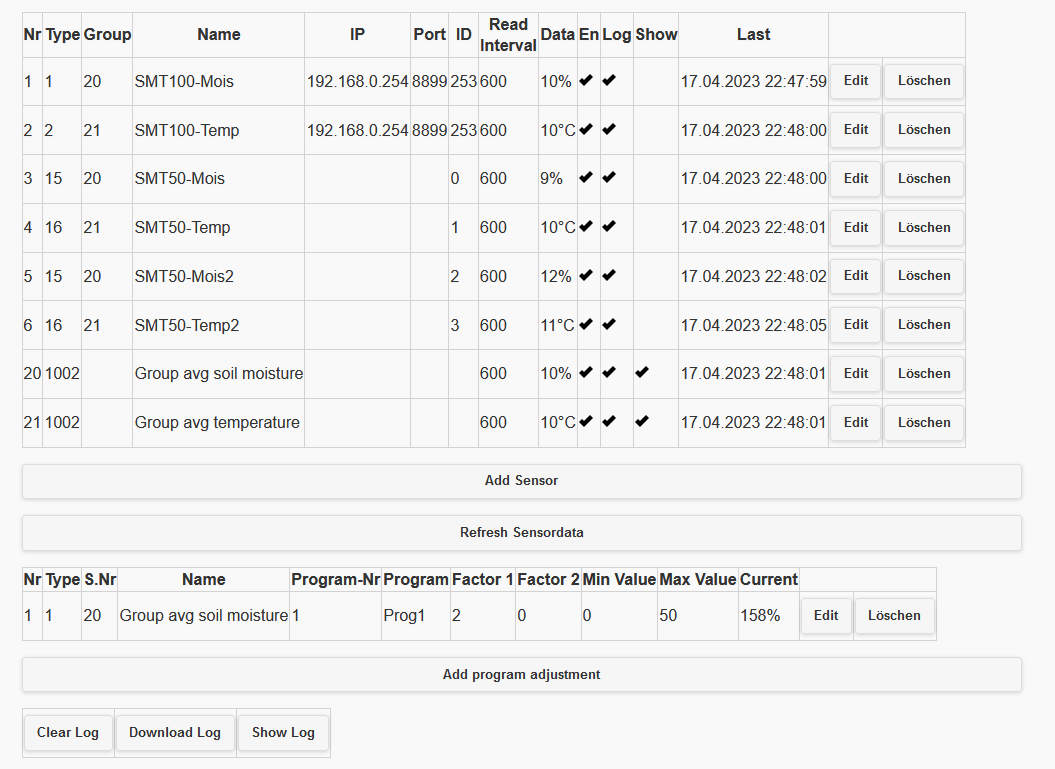 Nr Type Group Name IP Port ID Read Interval Data En Log Show Last
1 1 20 SMT100-Mois 192.168.0.254 8899 253 600 10% ✔ ✔ 17.04.2023 22:47:59 Edit Löschen
2 2 21 SMT100-Temp 192.168.0.254 8899 253 600 10°C ✔ ✔ 17.04.2023 22:48:00 Edit Löschen
3 15 20 SMT50-Mois 0 600 9% ✔ ✔ 17.04.2023 22:48:00 Edit Löschen
4 16 21 SMT50-Temp 1 600 10°C ✔ ✔ 17.04.2023 22:48:01 Edit Löschen
5 15 20 SMT50-Mois2 2 600 12% ✔ ✔ 17.04.2023 22:48:02 Edit Löschen
6 16 21 SMT50-Temp2 3 600 11°C ✔ ✔ 17.04.2023 22:48:05 Edit Löschen
20 1002 Group avg soil moisture 600 10% ✔ ✔ ✔ 17.04.2023 22:48:01 Edit Löschen
21 1002 Group avg temperature 600 10°C ✔ ✔ ✔ 17.04.2023 22:48:01 Edit Löschen
Add Sensor
Refresh Sensordata
Nr Type S.Nr Name Program-Nr Program Factor 1 Factor 2 Min Value Max Value Current
1 1 20 Group avg soil moisture 1 Prog1 2 0 0 50 158% Edit Löschen
Add program adjustment
Clear Log Download Log Show Log